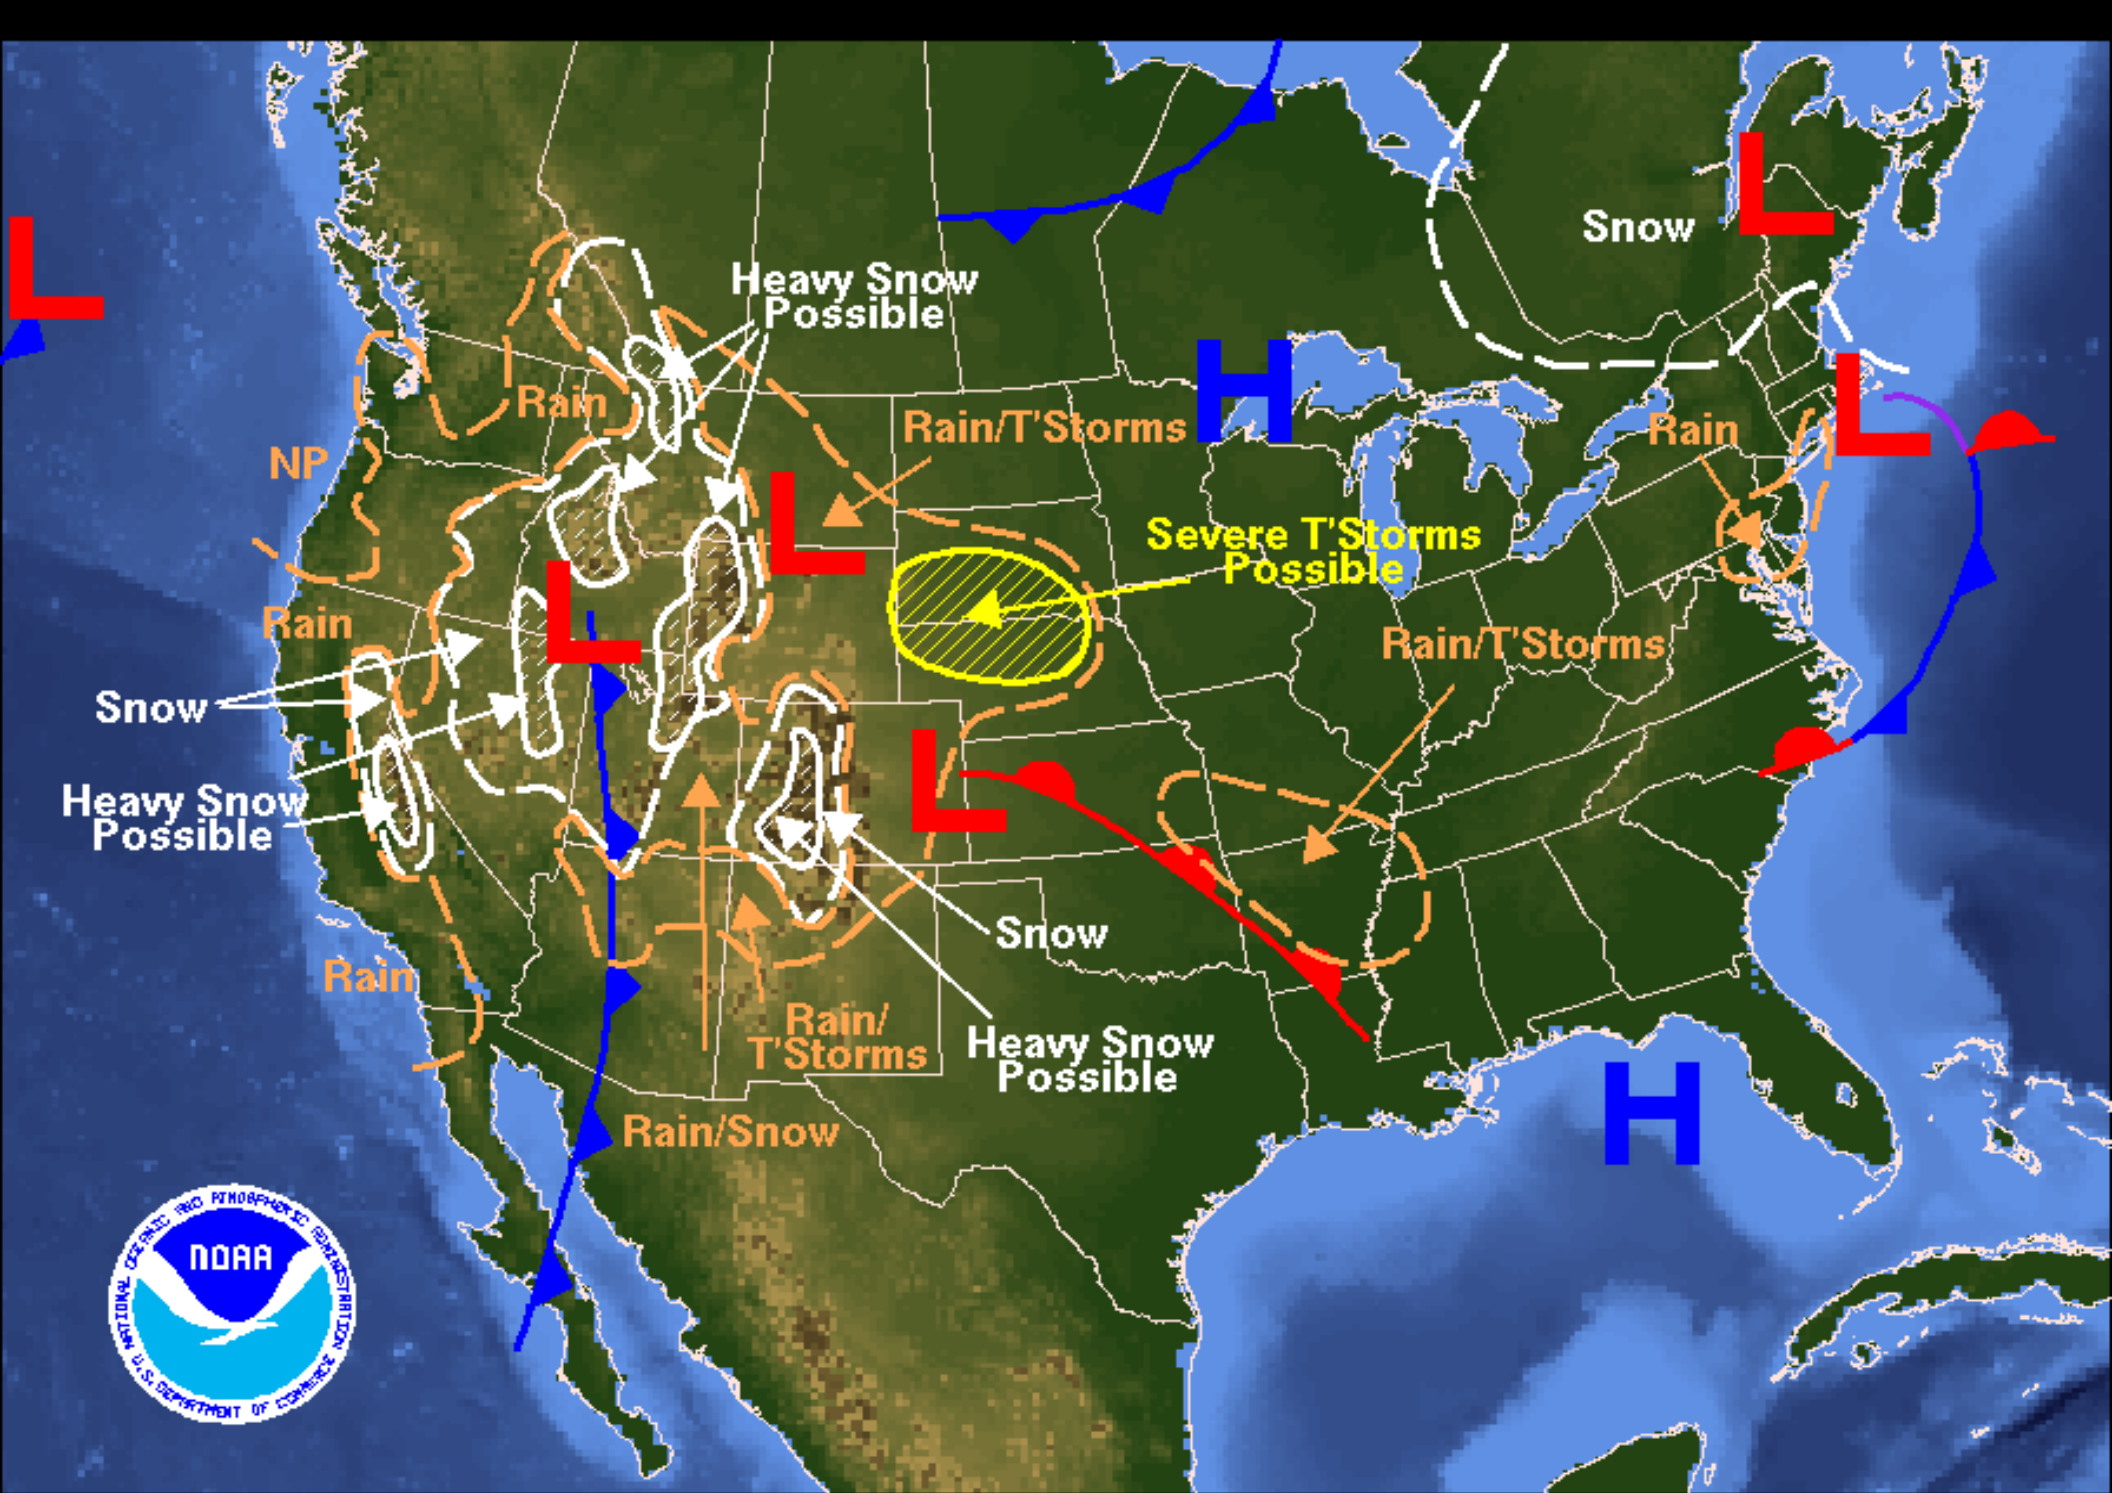 Snow
L
L
Heavy Snow
Possible
H
L
Rain
Rain/T'Storms
Rain
NP
L
Severe T'Storms
Possible
Rain
L
Rain/T'Storms
Snow
L
Heavy Snow
Possible
Snow
Rain
Rain/
T'Storms
Heavy Snow
Possible
H
Rain/Snow
NATIONAL OCEANIC AND ATMOSPHERIC ADMINISTRATION
NOAA
U.S. DEPARTMENT OF COMMERCE